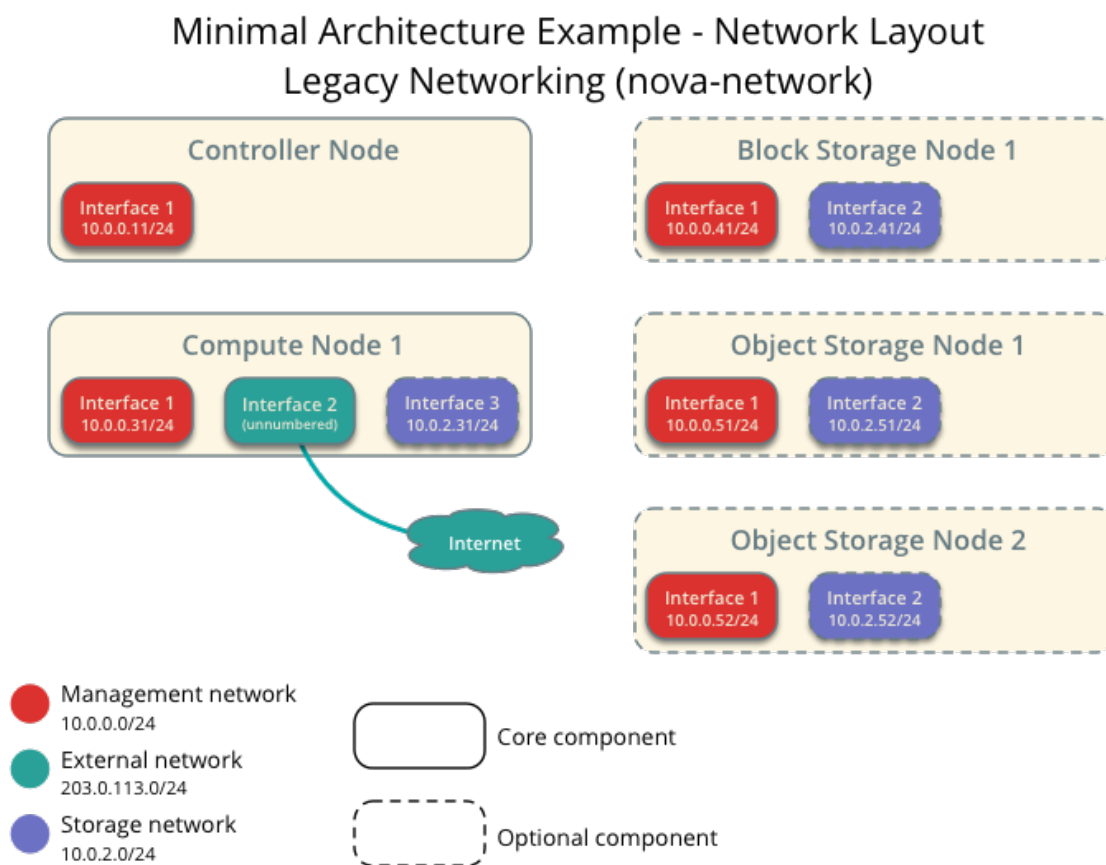 Minimal Architecture Example - Network Layout
Legacy Networking (nova-network)
Controller Node
Interface 1
10.0.0.11/24
Block Storage Node 1
Interface 1
10.0.0.41/24
Interface 2
10.0.2.41/24
Compute Node 1
Interface 1
10.0.0.31/24
Interface 2
(unnumbered)
Interface 3
10.0.2.31/24
Object Storage Node 1
Interface 1
10.0.0.51/24
Interface 2
10.0.2.51/24
Internet
Object Storage Node 2
Interface 1
10.0.0.52/24
Interface 2
10.0.2.52/24
Management network
10.0.0.0/24
External network
203.0.113.0/24
Storage network
10.0.2.0/24
Core component
Optional component